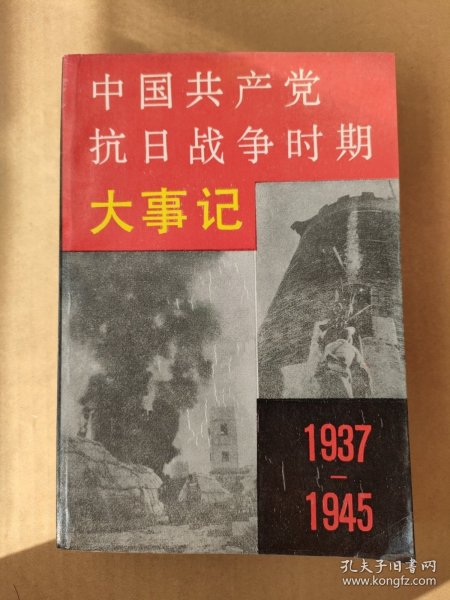 中国共产党
抗日战争时期
大事记
1937
—
1945
孔夫子旧书网
www.kongfz.com